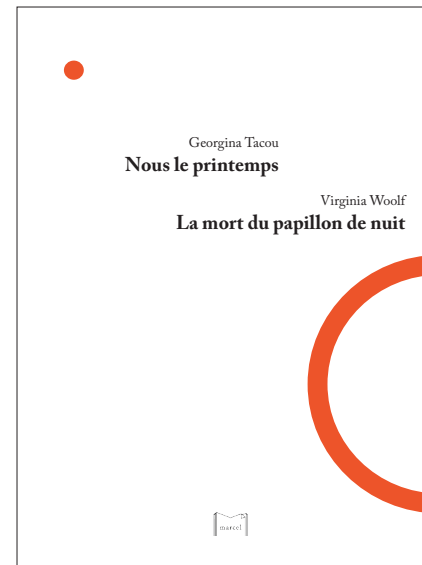 Georgina Tacou
Nous le printemps
Virginia Woolf
La mort du papillon de nuit
marcel